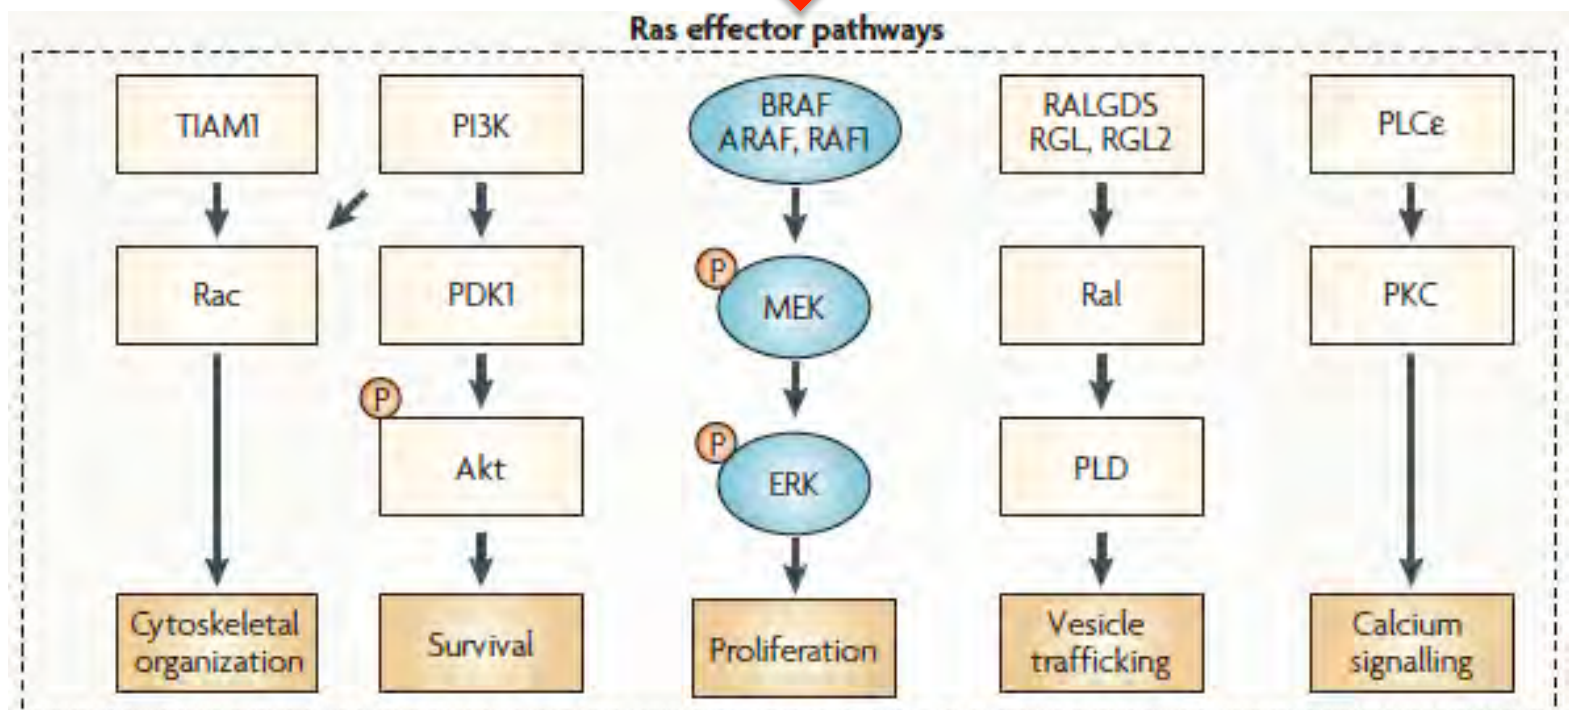 Ras effector pathways
TIAM1
PI3K
BRAF
ARAF, RAF1
RALGDS
RGL, RGL2
PLCε
Rac
PDK1
P
MEK
Ral
PKC
P
Akt
P
ERK
PLD
Cytoskeletal
organization
Survival
Proliferation
Vesicle
trafficking
Calcium
signalling